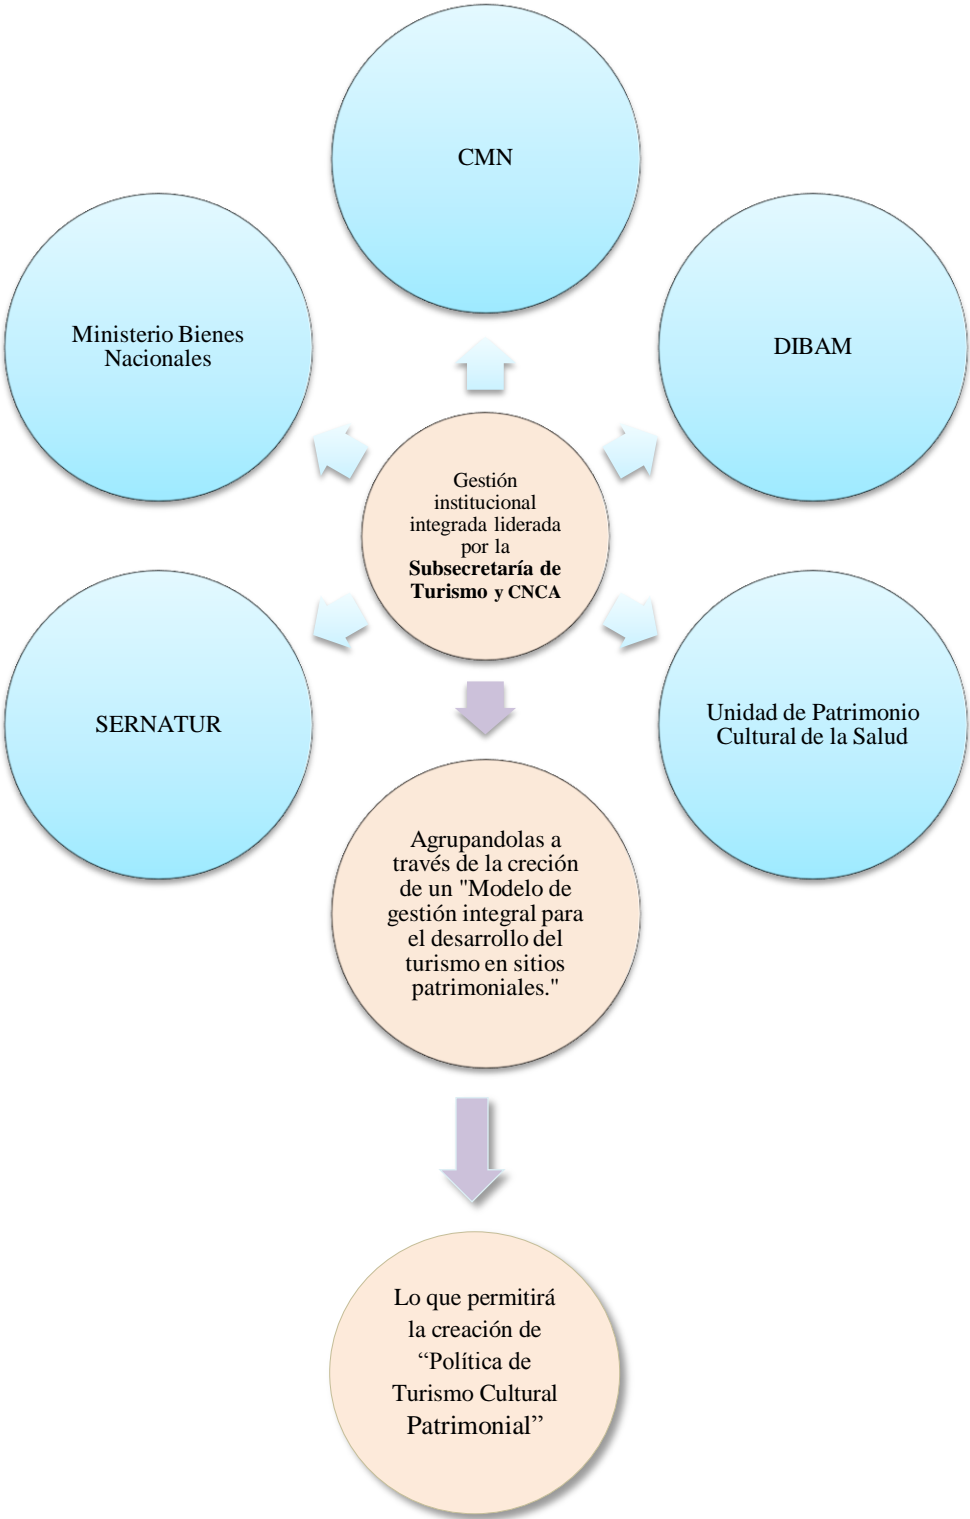 CMN
Ministerio Bienes
Nacionales
DIBAM
Gestión
institucional
integrada liderada
por la
Subsecretaría de
Turismo y CNCA
SERNATUR
Unidad de Patrimonio
Cultural de la Salud
Agrupandolas a
través de la creción
de un "Modelo de
gestión integral para
el desarrollo del
turismo en sitios
patrimoniales."
Lo que permitirá
la creación de
“Política de
Turismo Cultural
Patrimonial”